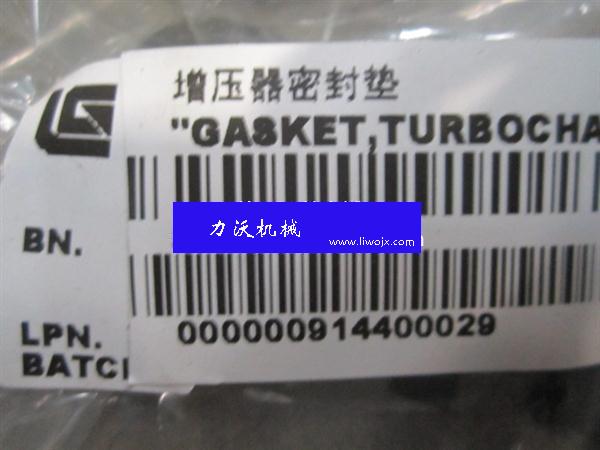 增压器密封垫
"GASKET,TURBOCHA
BN.
力沃机械
www.liwojx.com
LPN. 000000914400029
BATC